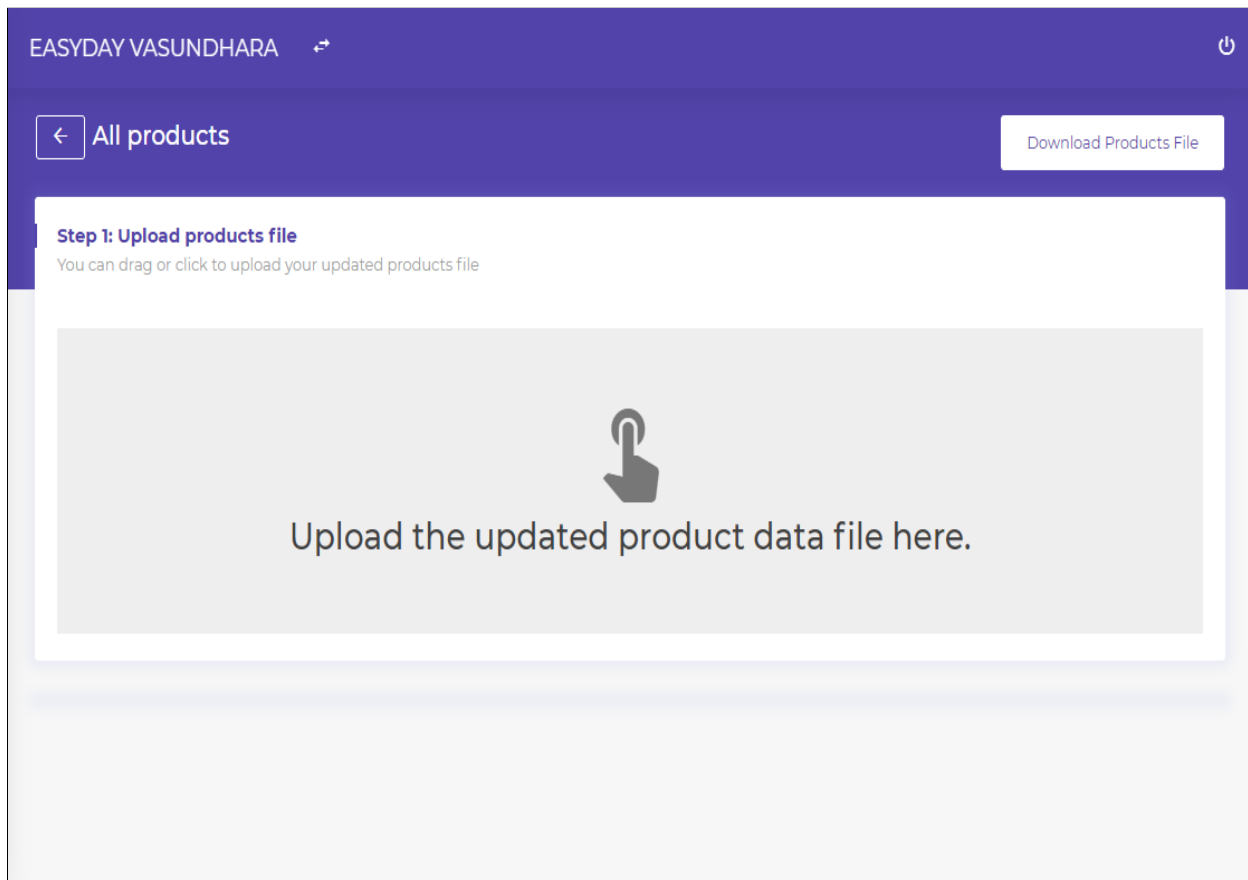 EASYDAY VASUNDHARA
All products
Download Products File
Step 1: Upload products file
You can drag or click to upload your updated products file
Upload the updated product data file here.